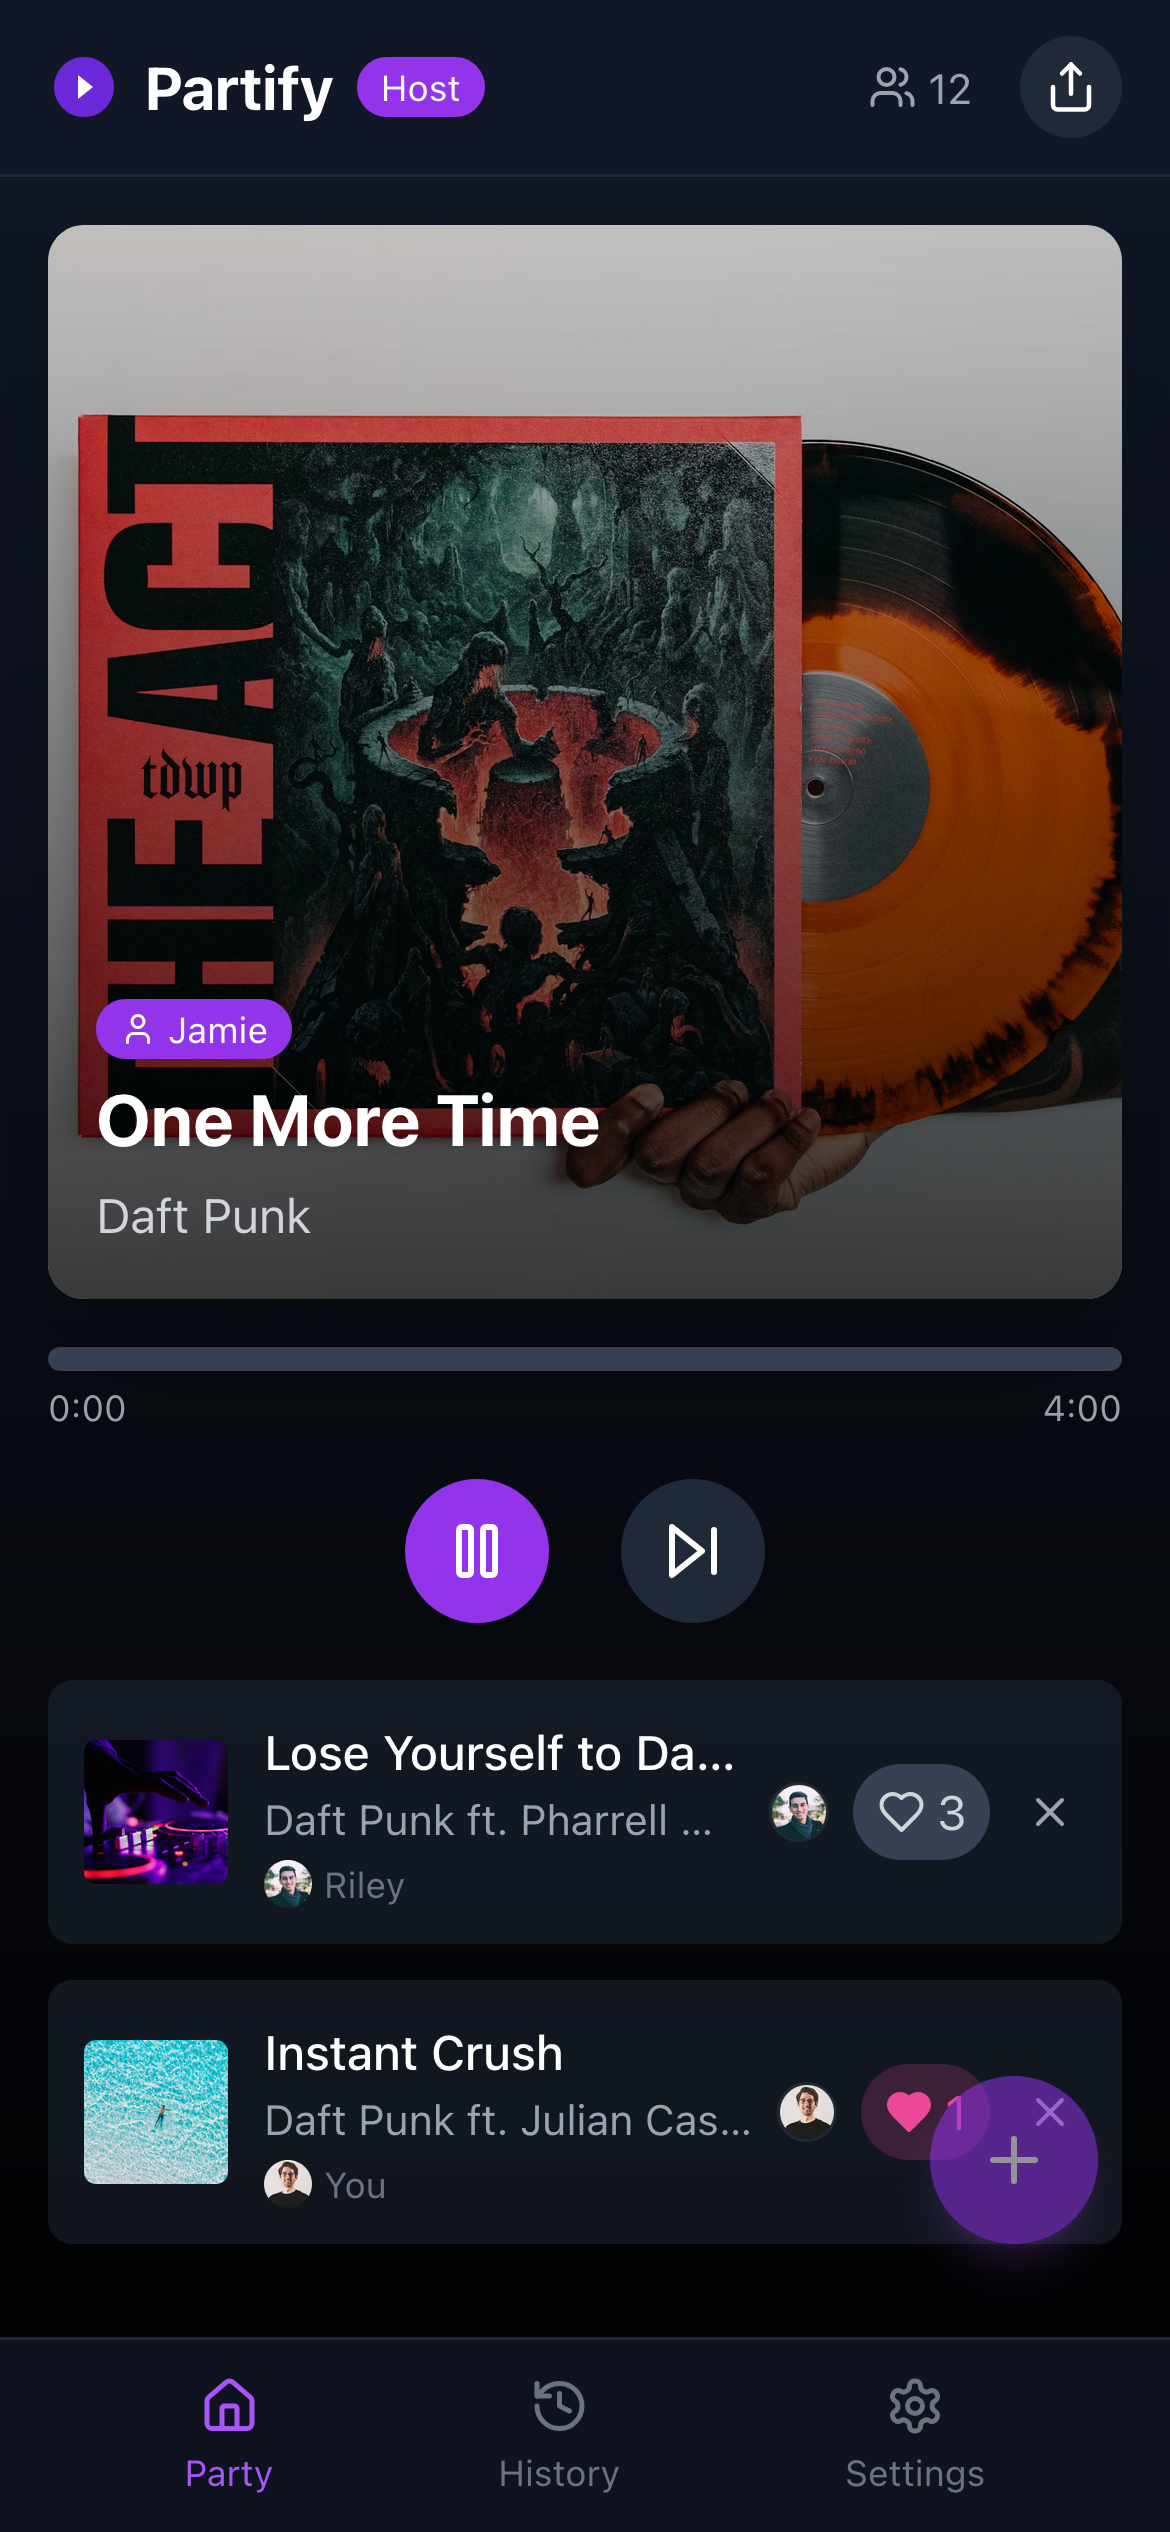 Partify Host 12
THE ACT
tdwp
Jamie
One More Time
Daft Punk
0:00 4:00
Lose Yourself to Da...
Daft Punk ft. Pharrell ...
3
Riley
Instant Crush
Daft Punk ft. Julian Cas...
1
You
Party History Settings